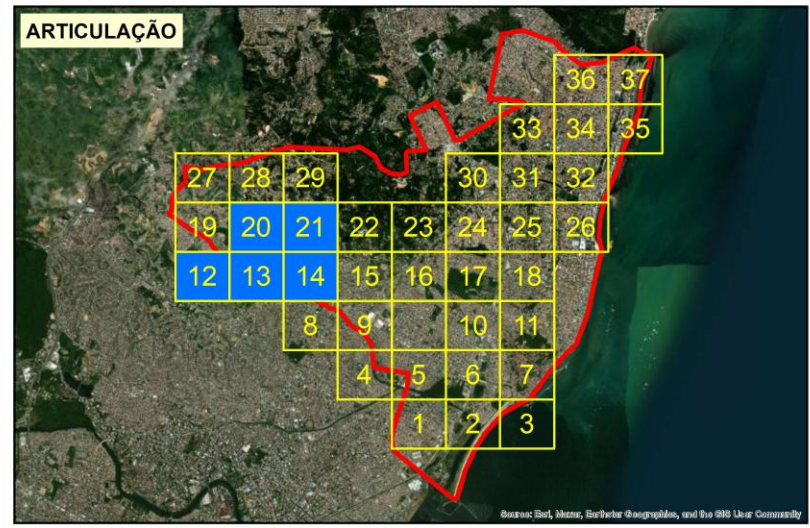 ARTICULAÇÃO
36 37
33 34 35
27 28 29 30 31 32
19 20 21 22 23 24 25 26
12 13 14 15 16 17 18
8 9 10 11
4 5 6 7
1 2 3
Source: Esri, Maxar, Earthstar Geographics, and the GIS User Community